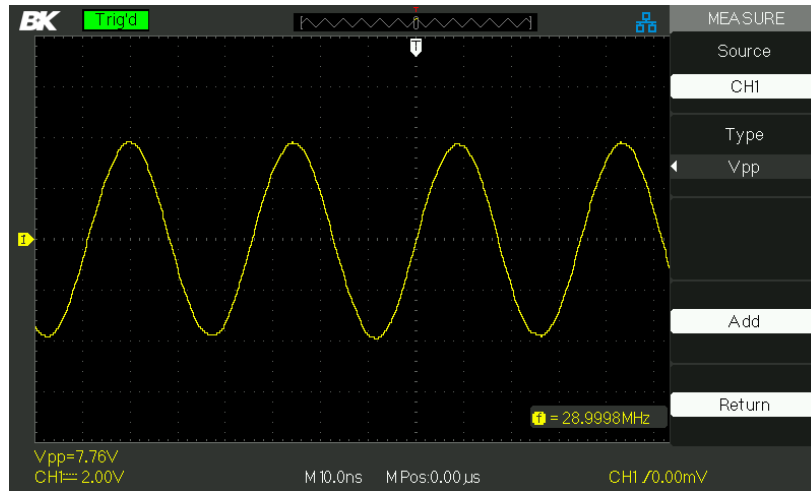 BK Trig'd MEASURE
T
Source
CH1
Type
Vpp
1
Add
f = 28.9998MHz
Return
Vpp=7.76V
CH1 2.00V M 10.0ns M Pos:0.00µs CH1 /0.00mV